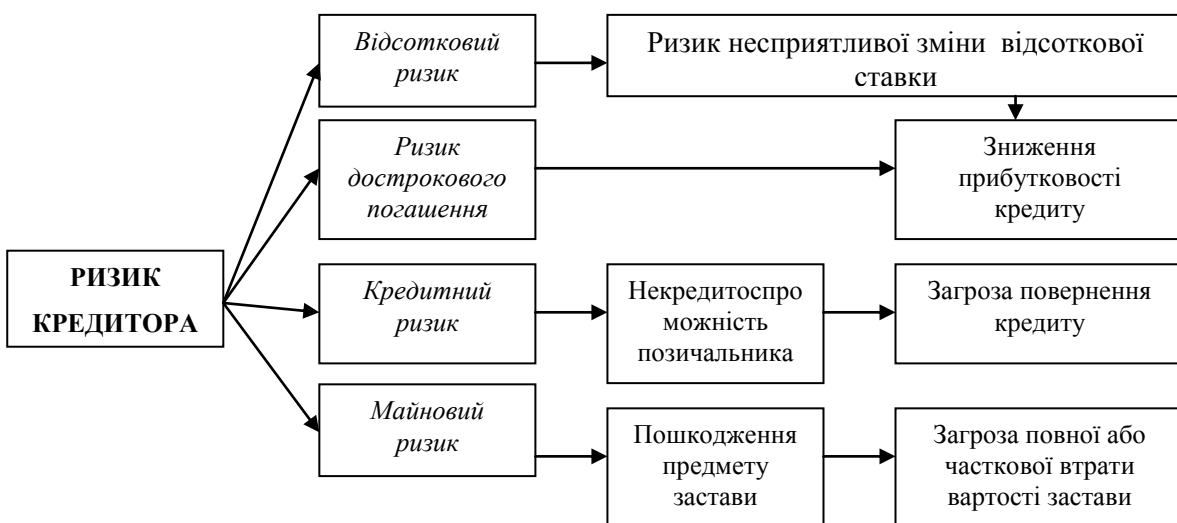 Відсотковий
ризик
Ризик несприятливої зміни відсоткової
ставки
Ризик
дострокового
погашення
Зниження
прибутковості
кредиту
РИЗИК
КРЕДИТОРА
Кредитний
ризик
Некредитоспро
можність
позичальника
Загроза повернення
кредиту
Майновий
ризик
Пошкодження
предмету
застави
Загроза повної або
часткової втрати
вартості застави